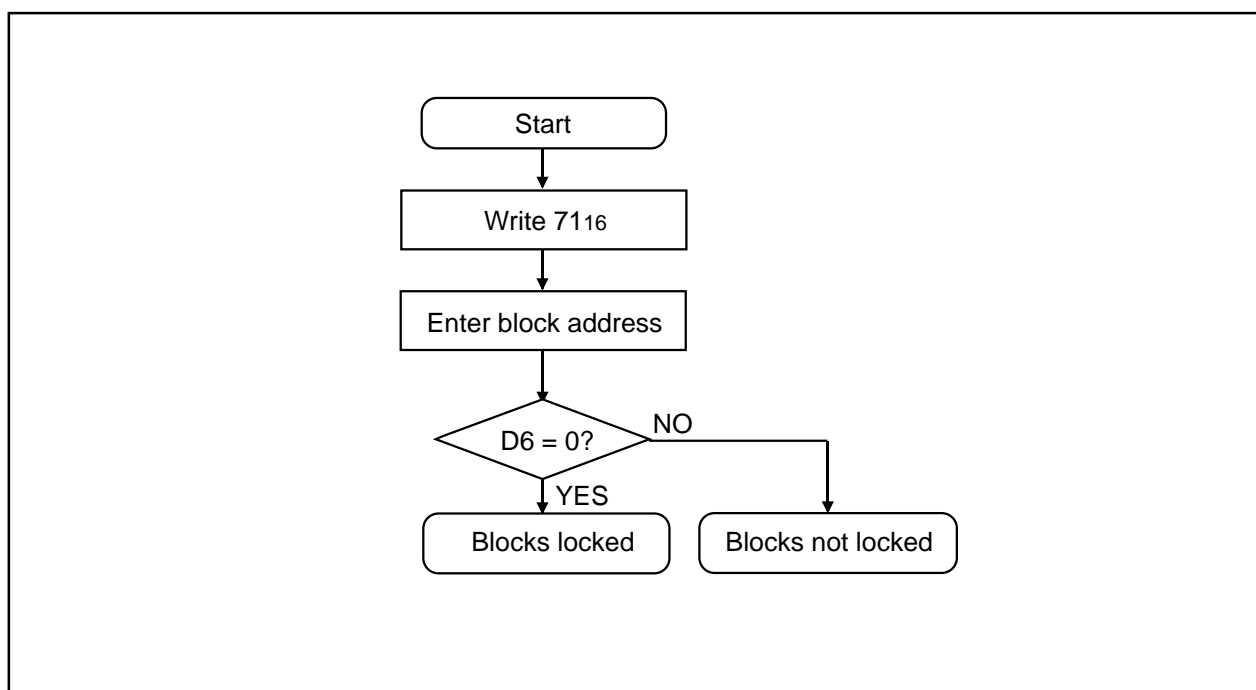 Start
Write 7116
Enter block address
D6 = 0?
NO
YES
Blocks locked
Blocks not locked